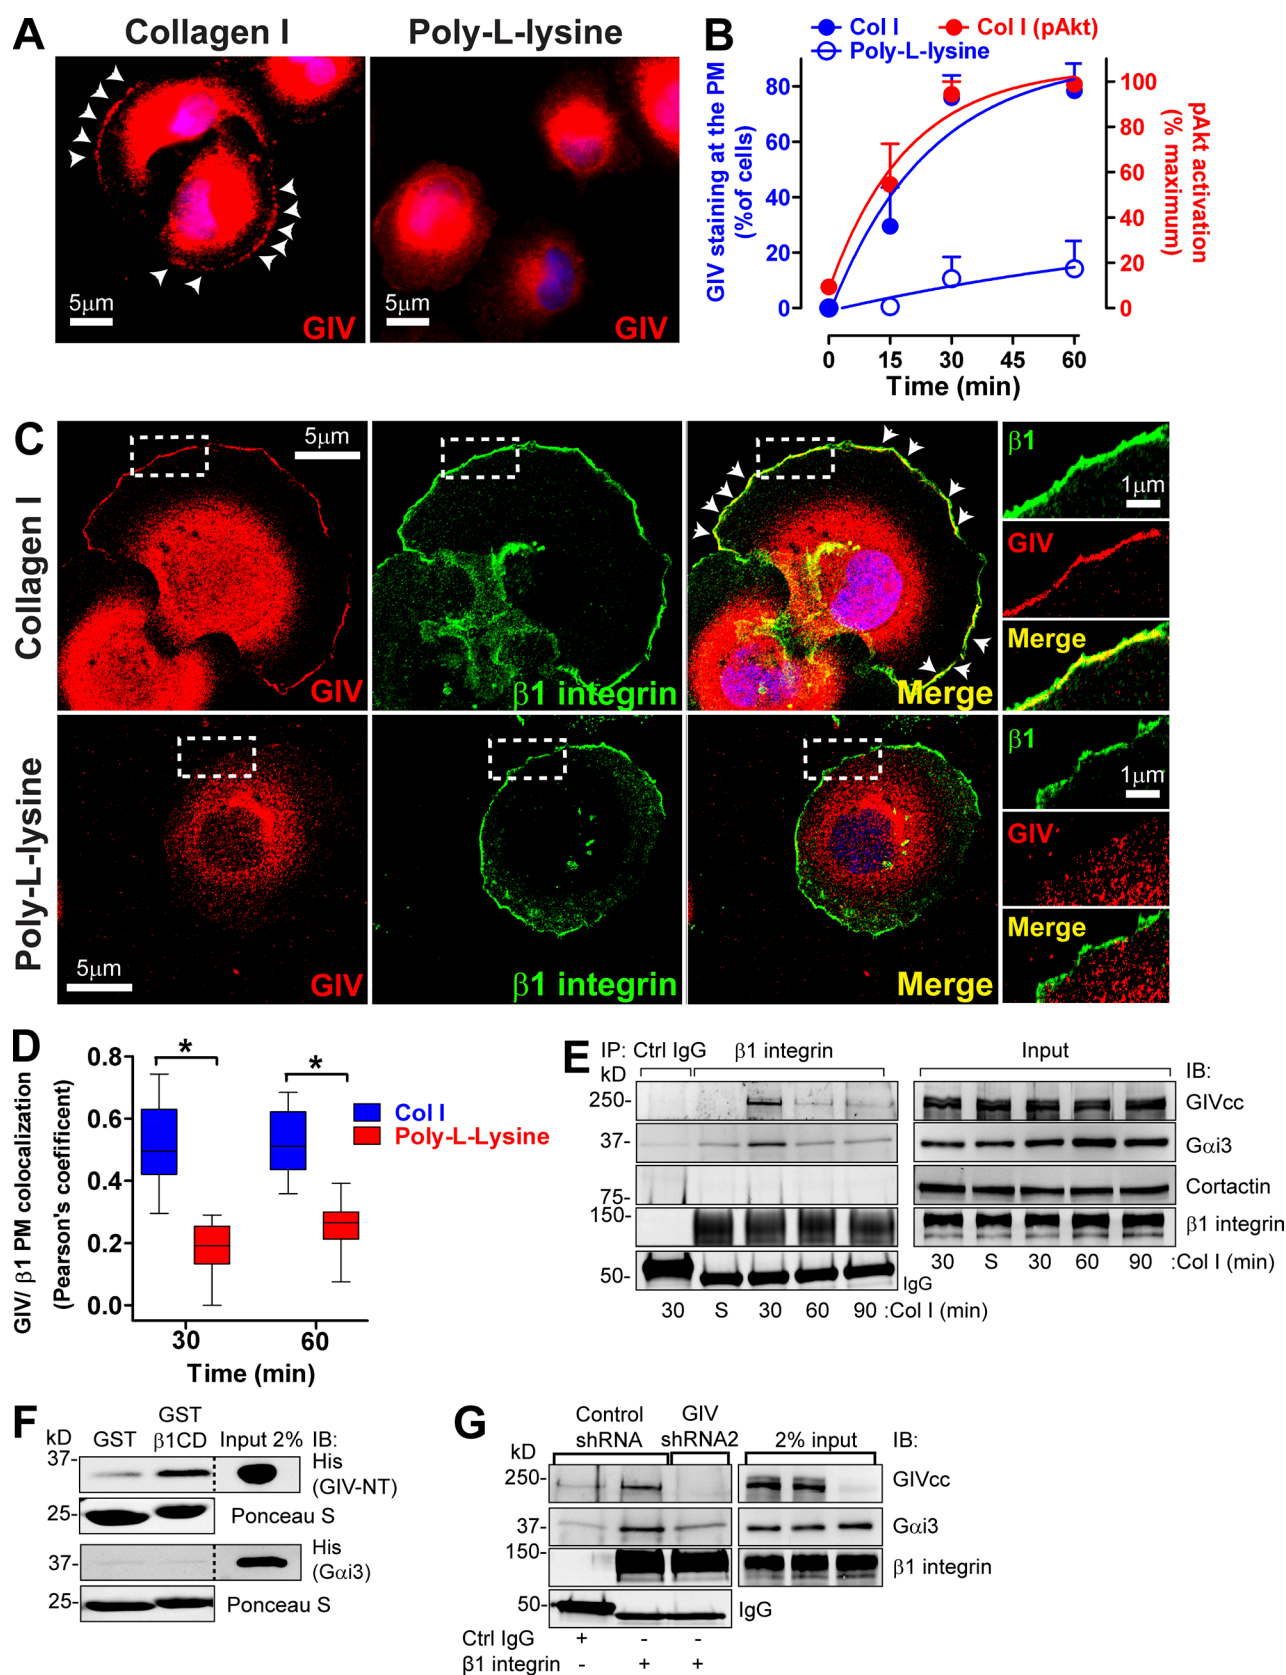 A
Collagen I
Poly-L-lysine
5μm
GIV
5μm
GIV
B
Col I
Col I (pAkt)
Poly-L-lysine
GIV staining at the PM
(%of cells)
80
60
40
20
0
pAkt activation
(% maximum)
100
80
60
40
20
0
0 15 30 45 60
Time (min)
C
Collagen I
5μm
GIV
β1 integrin
Merge
β1
1μm
GIV
Merge
Poly-L-lysine
5μm
GIV
β1 integrin
Merge
β1
1μm
GIV
Merge
D
GIV/ β1 PM colocalization
(Pearson's coeifficent)
0.8
0.6
0.4
0.2
0.0
*
*
Col I
Poly-L-Lysine
30 60
Time (min)
E
IP: Ctrl IgG β1 integrin Input
kD IB:
250- GIVcc
37- Gαi3
75- Cortactin
150- β1 integrin
50- IgG
30 S 30 60 90 :Col I (min)
30 S 30 60 90 :Col I (min)
F
GST
kD GST β1CD Input 2% IB:
37- His
(GIV-NT)
25- Ponceau S
37- His
(Gαi3)
25- Ponceau S
G
Control GIV
shRNA shRNA2 2% input IB:
kD
250- GIVcc
37- Gαi3
150- β1 integrin
50- IgG
Ctrl IgG + - -
β1 integrin - + +